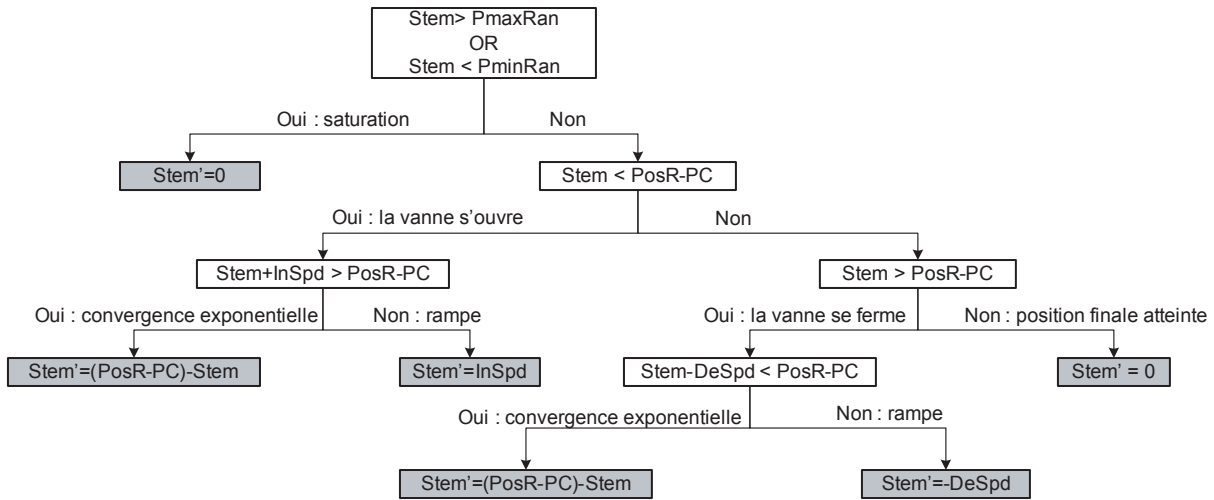 Stem> PmaxRan
OR
Stem < PminRan
Oui : saturation
Non
Stem’=0
Stem < PosR-PC
Oui : la vanne s’ouvre
Non
Stem+InSpd > PosR-PC
Stem > PosR-PC
Oui : convergence exponentielle
Non : rampe
Oui : la vanne se ferme
Non : position finale atteinte
Stem’=(PosR-PC)-Stem
Stem’=InSpd
Stem-DeSpd < PosR-PC
Stem’ = 0
Oui : convergence exponentielle
Non : rampe
Stem’=(PosR-PC)-Stem
Stem’=-DeSpd